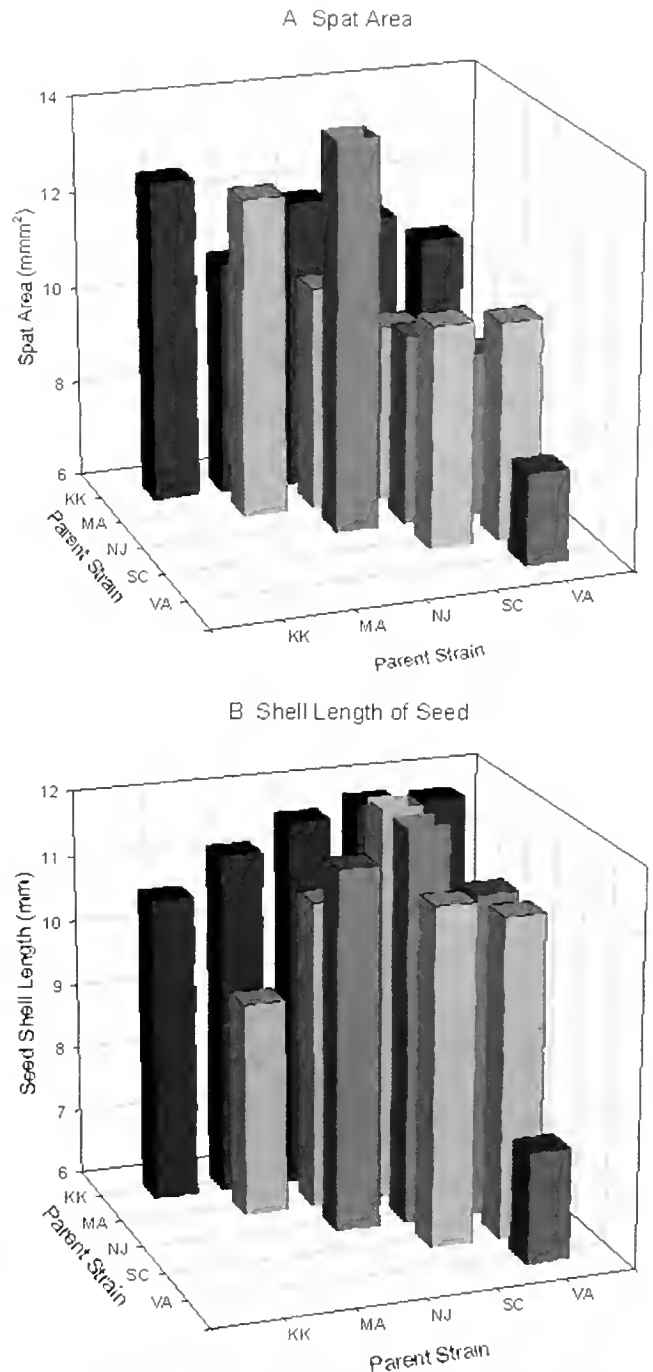 A Spat Area
14
12
10
8
6
Spat Area (mmm²)
KK
MA
NJ
SC
VA
Parent Strain
KK
MA
NJ
SC
VA
Parent Strain
B Shell Length of Seed
12
11
10
9
8
7
6
Seed Shell Length (mm)
KK
MA
NJ
SC
VA
Parent Strain
KK
MA
NJ
SC
VA
Parent Strain